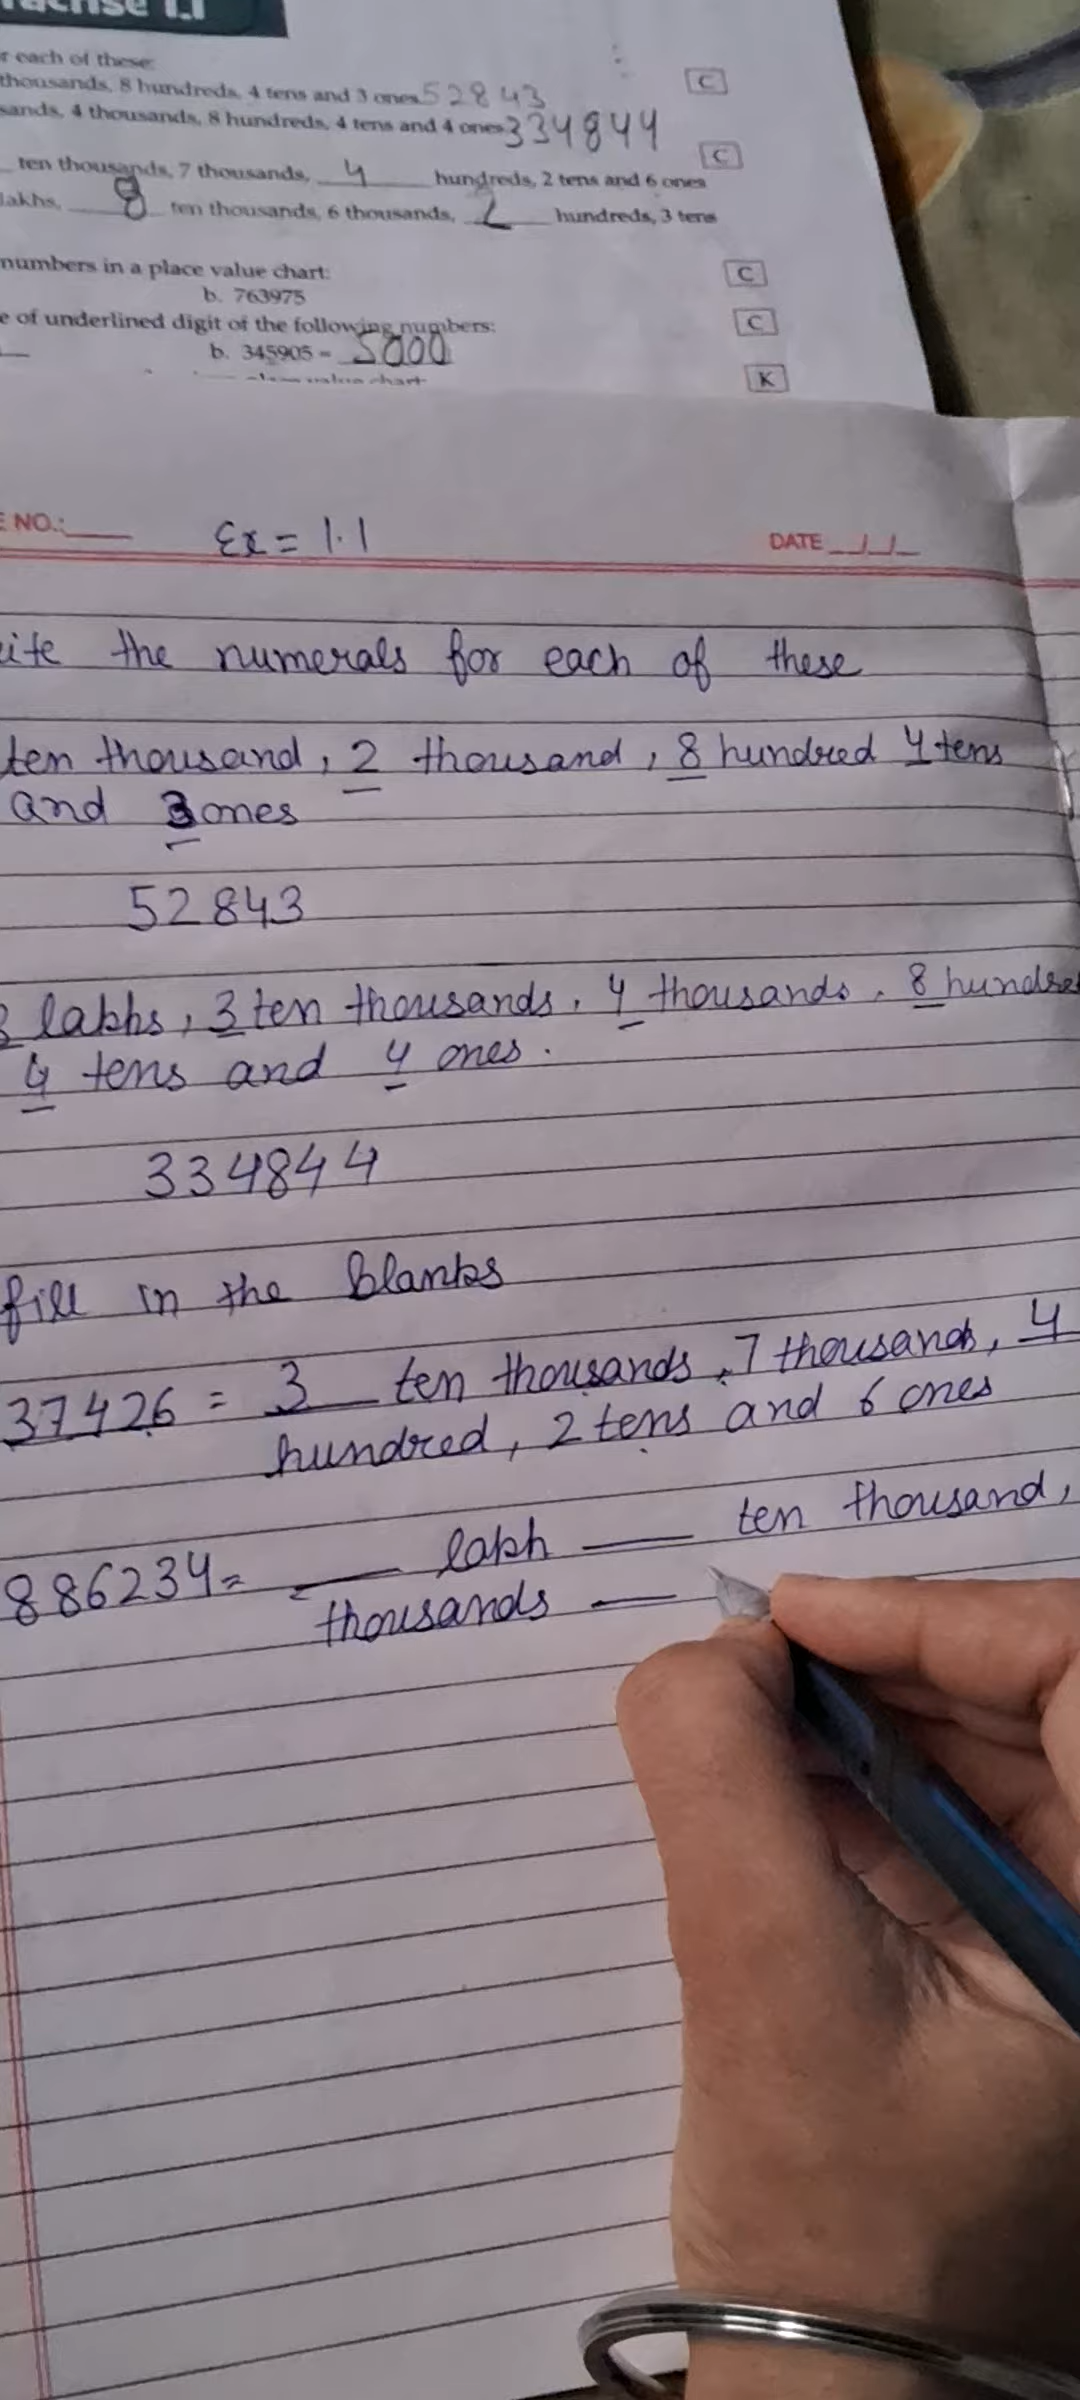 r each of these:
thousands, 8 hundreds, 4 tens and 3 ones 52843 C
sands, 4 thousands, 8 hundreds, 4 tens and 4 ones 334844
C
ten thousands, 7 thousands, 4 hundreds, 2 tens and 6 ones
lakhs, 8 ten thousands, 6 thousands, 2 hundreds, 3 tens
numbers in a place value chart: C
b. 763975
e of underlined digit of the following numbers: C
b. 345905 = 5000
K
E NO.: Ex = 1.1 DATE
ite the numerals for each of these
ten thousand, 2 thousand, 8 hundred 4 tens
and 3 ones
52843
3 lakhs, 3 ten thousands, 4 thousands, 8 hundred
4 tens and 4 ones.
334844
fill in the blanks
37426 = 3 ten thousands, 7 thousands, 4
hundred, 2 tens and 6 ones
886234 = lakh ten thousand,
thousands